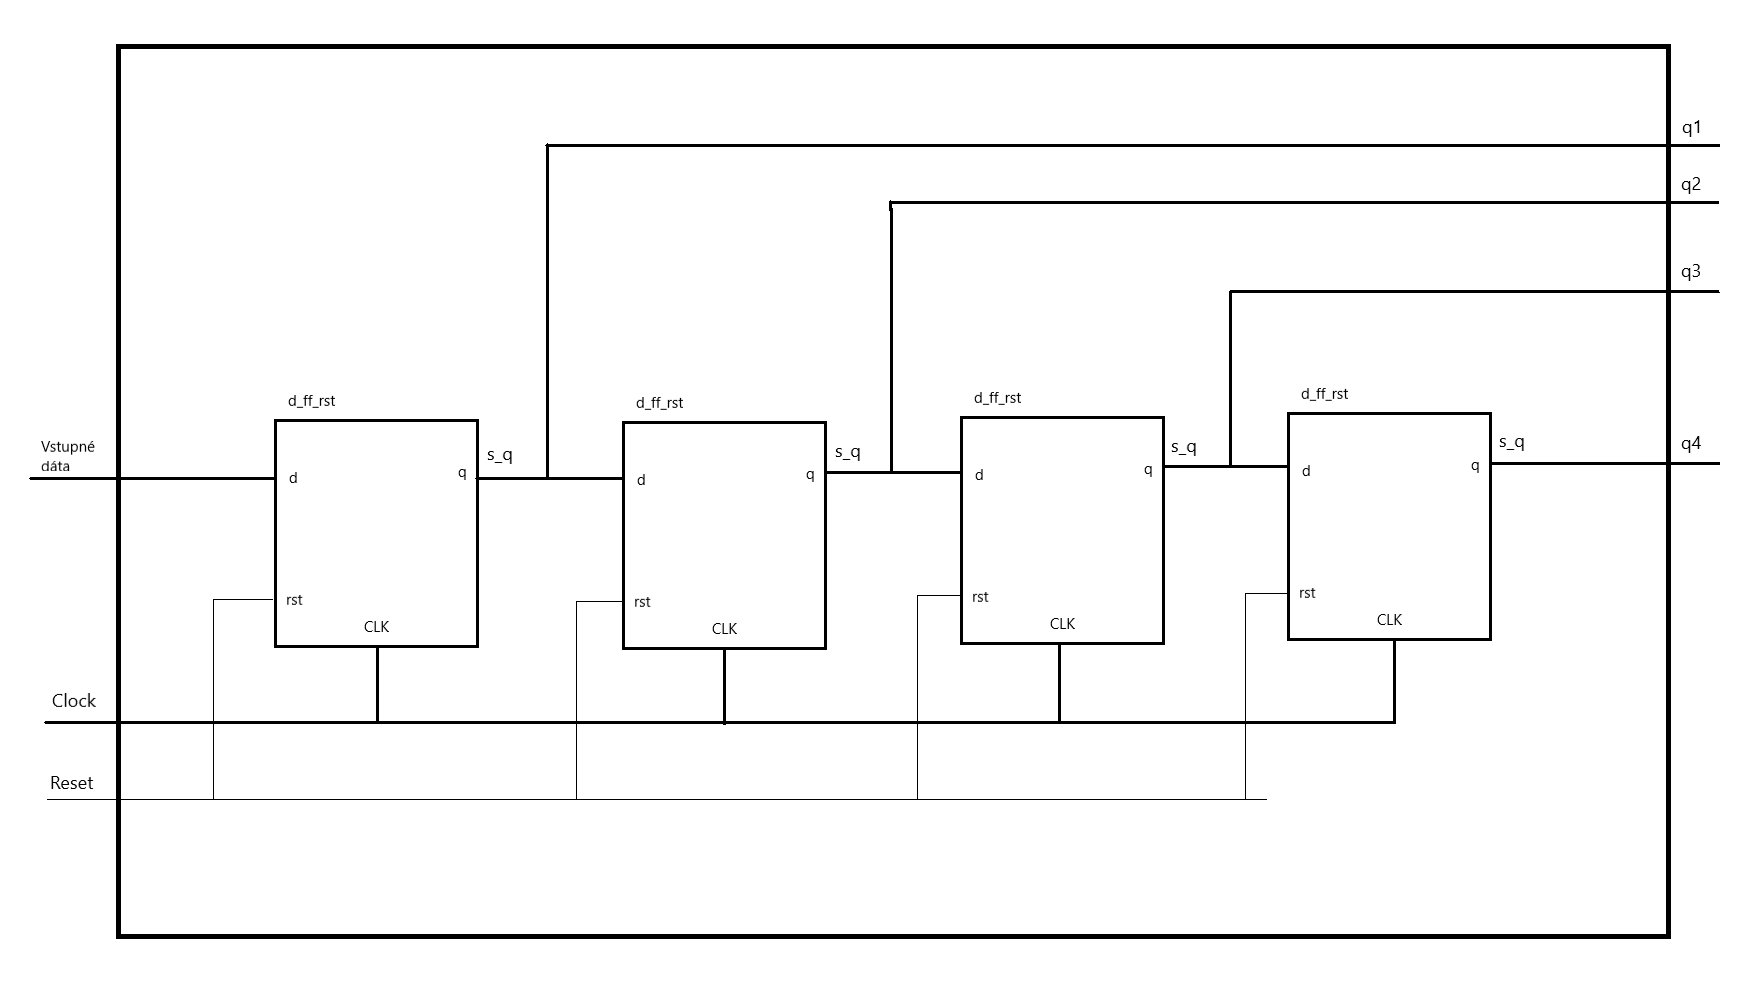 q1
q2
q3
d_ff_rst
d_ff_rst
d_ff_rst
d_ff_rst
Vstupné
dáta
s_q
s_q
s_q
s_q
q4
d
q
d
q
d
q
d
q
rst
rst
rst
rst
CLK
CLK
CLK
CLK
Clock
Reset